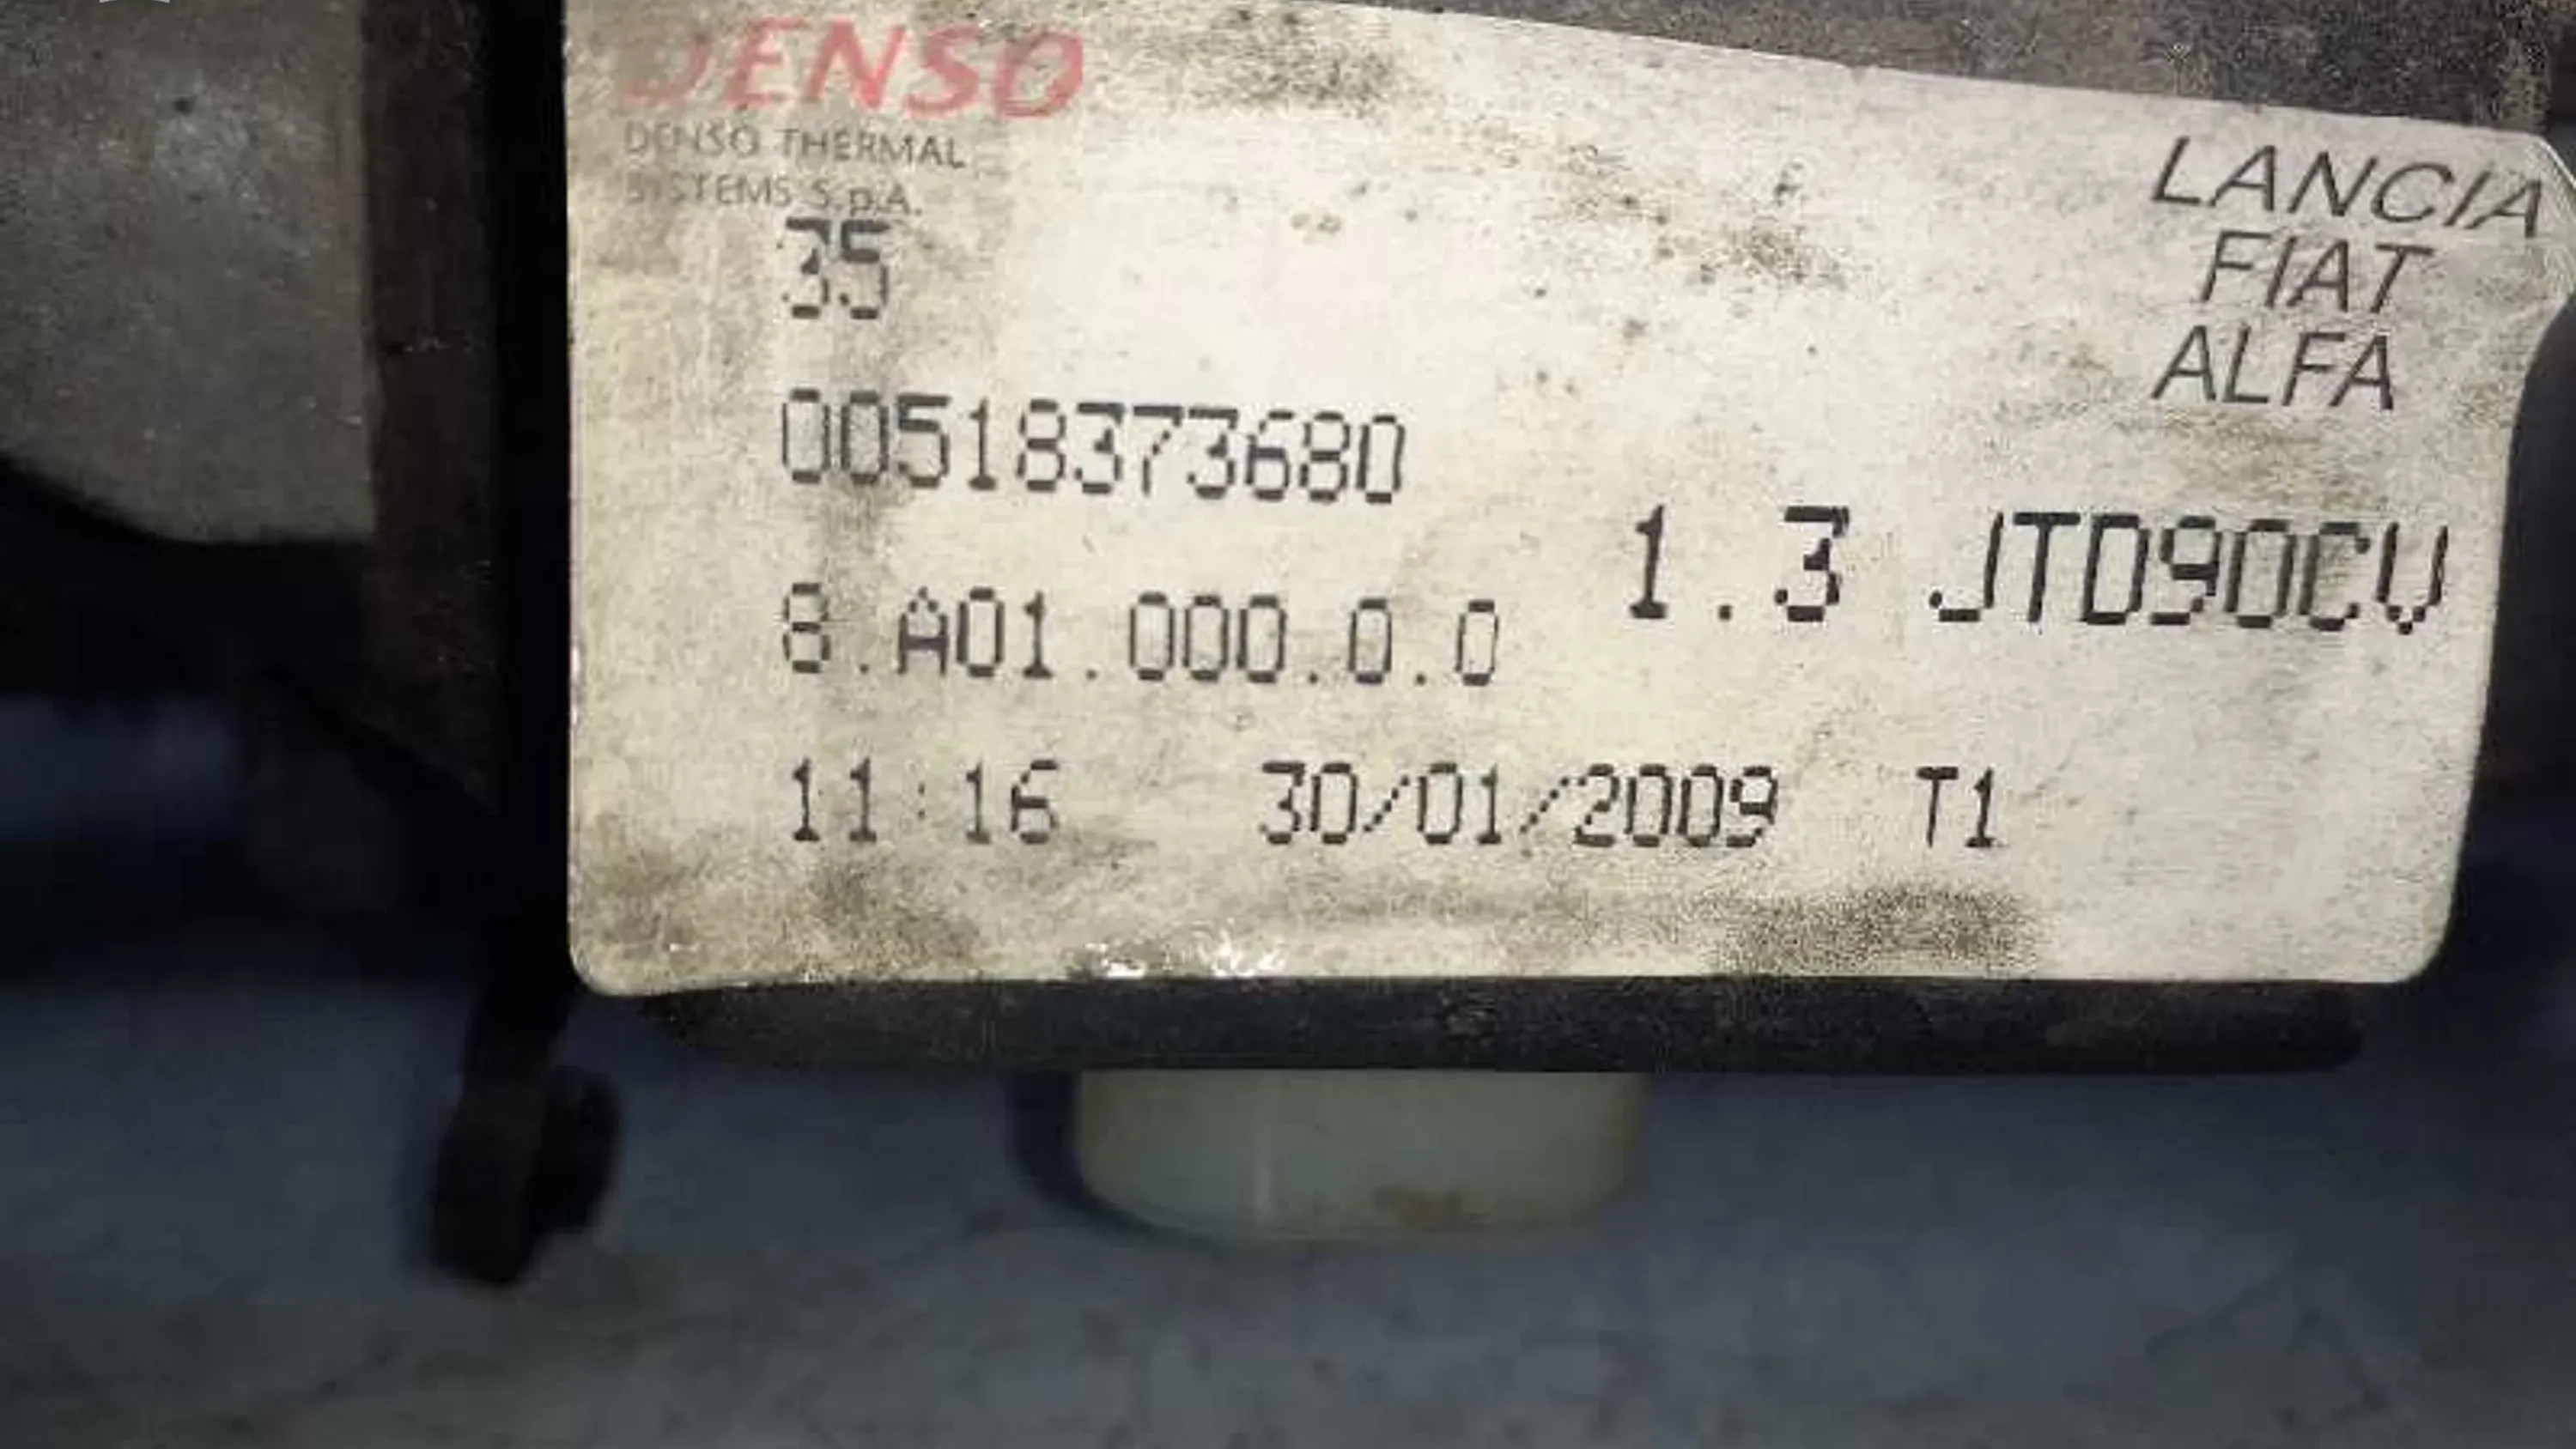 DENSO
DENSO THERMAL
SYSTEMS S.p.A.
LANCIA
FIAT
ALFA
35
00518373680
1.3 JTD90CV
8.A01.000.0.0
11:16 30/01/2009 T1